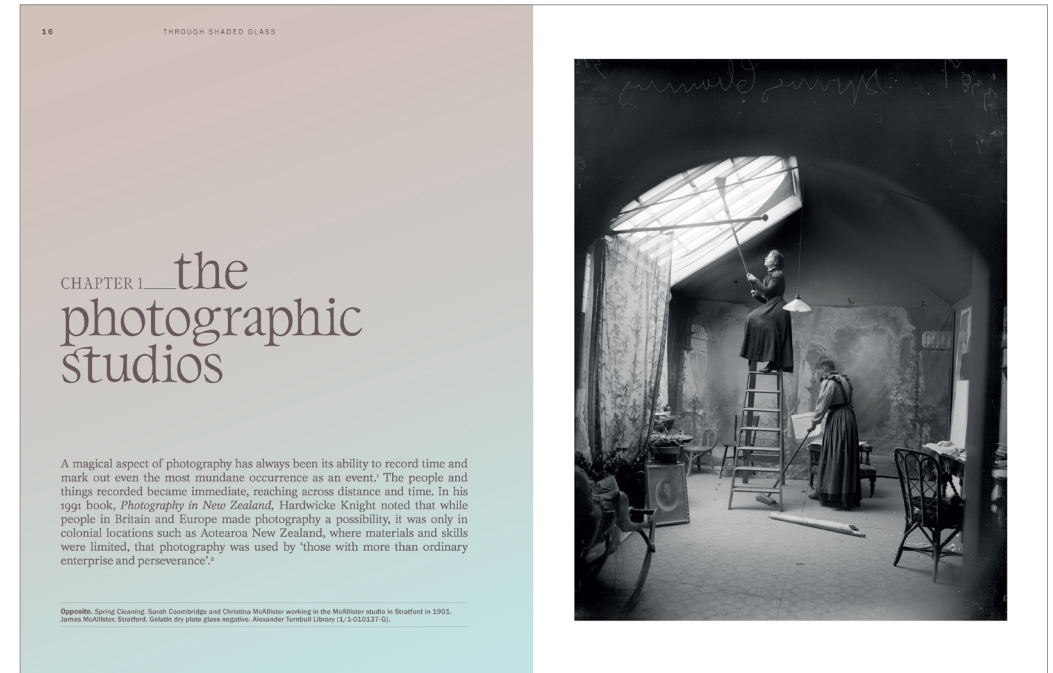 16
THROUGH SHADED GLASS
CHAPTER 1__the
photographic
studios
A magical aspect of photography has always been its ability to record time and
mark out even the most mundane occurrence as an event.¹ The people and
things recorded became immediate, reaching across distance and time. In his
1991 book, Photography in New Zealand, Hardwicke Knight noted that while
people in Britain and Europe made photography a possibility, it was only in
colonial locations such as Aotearoa New Zealand, where materials and skills
were limited, that photography was used by ‘those with more than ordinary
enterprise and perseverance’.²
Opposite. Spring Cleaning. Sarah Coombridge and Christina McAllister working in the McAllister studio in Stratford in 1901.
James McAllister. Stratford. Gelatin dry plate glass negative. Alexander Turnbull Library (1/1-010137-G).
Spring Cleaning